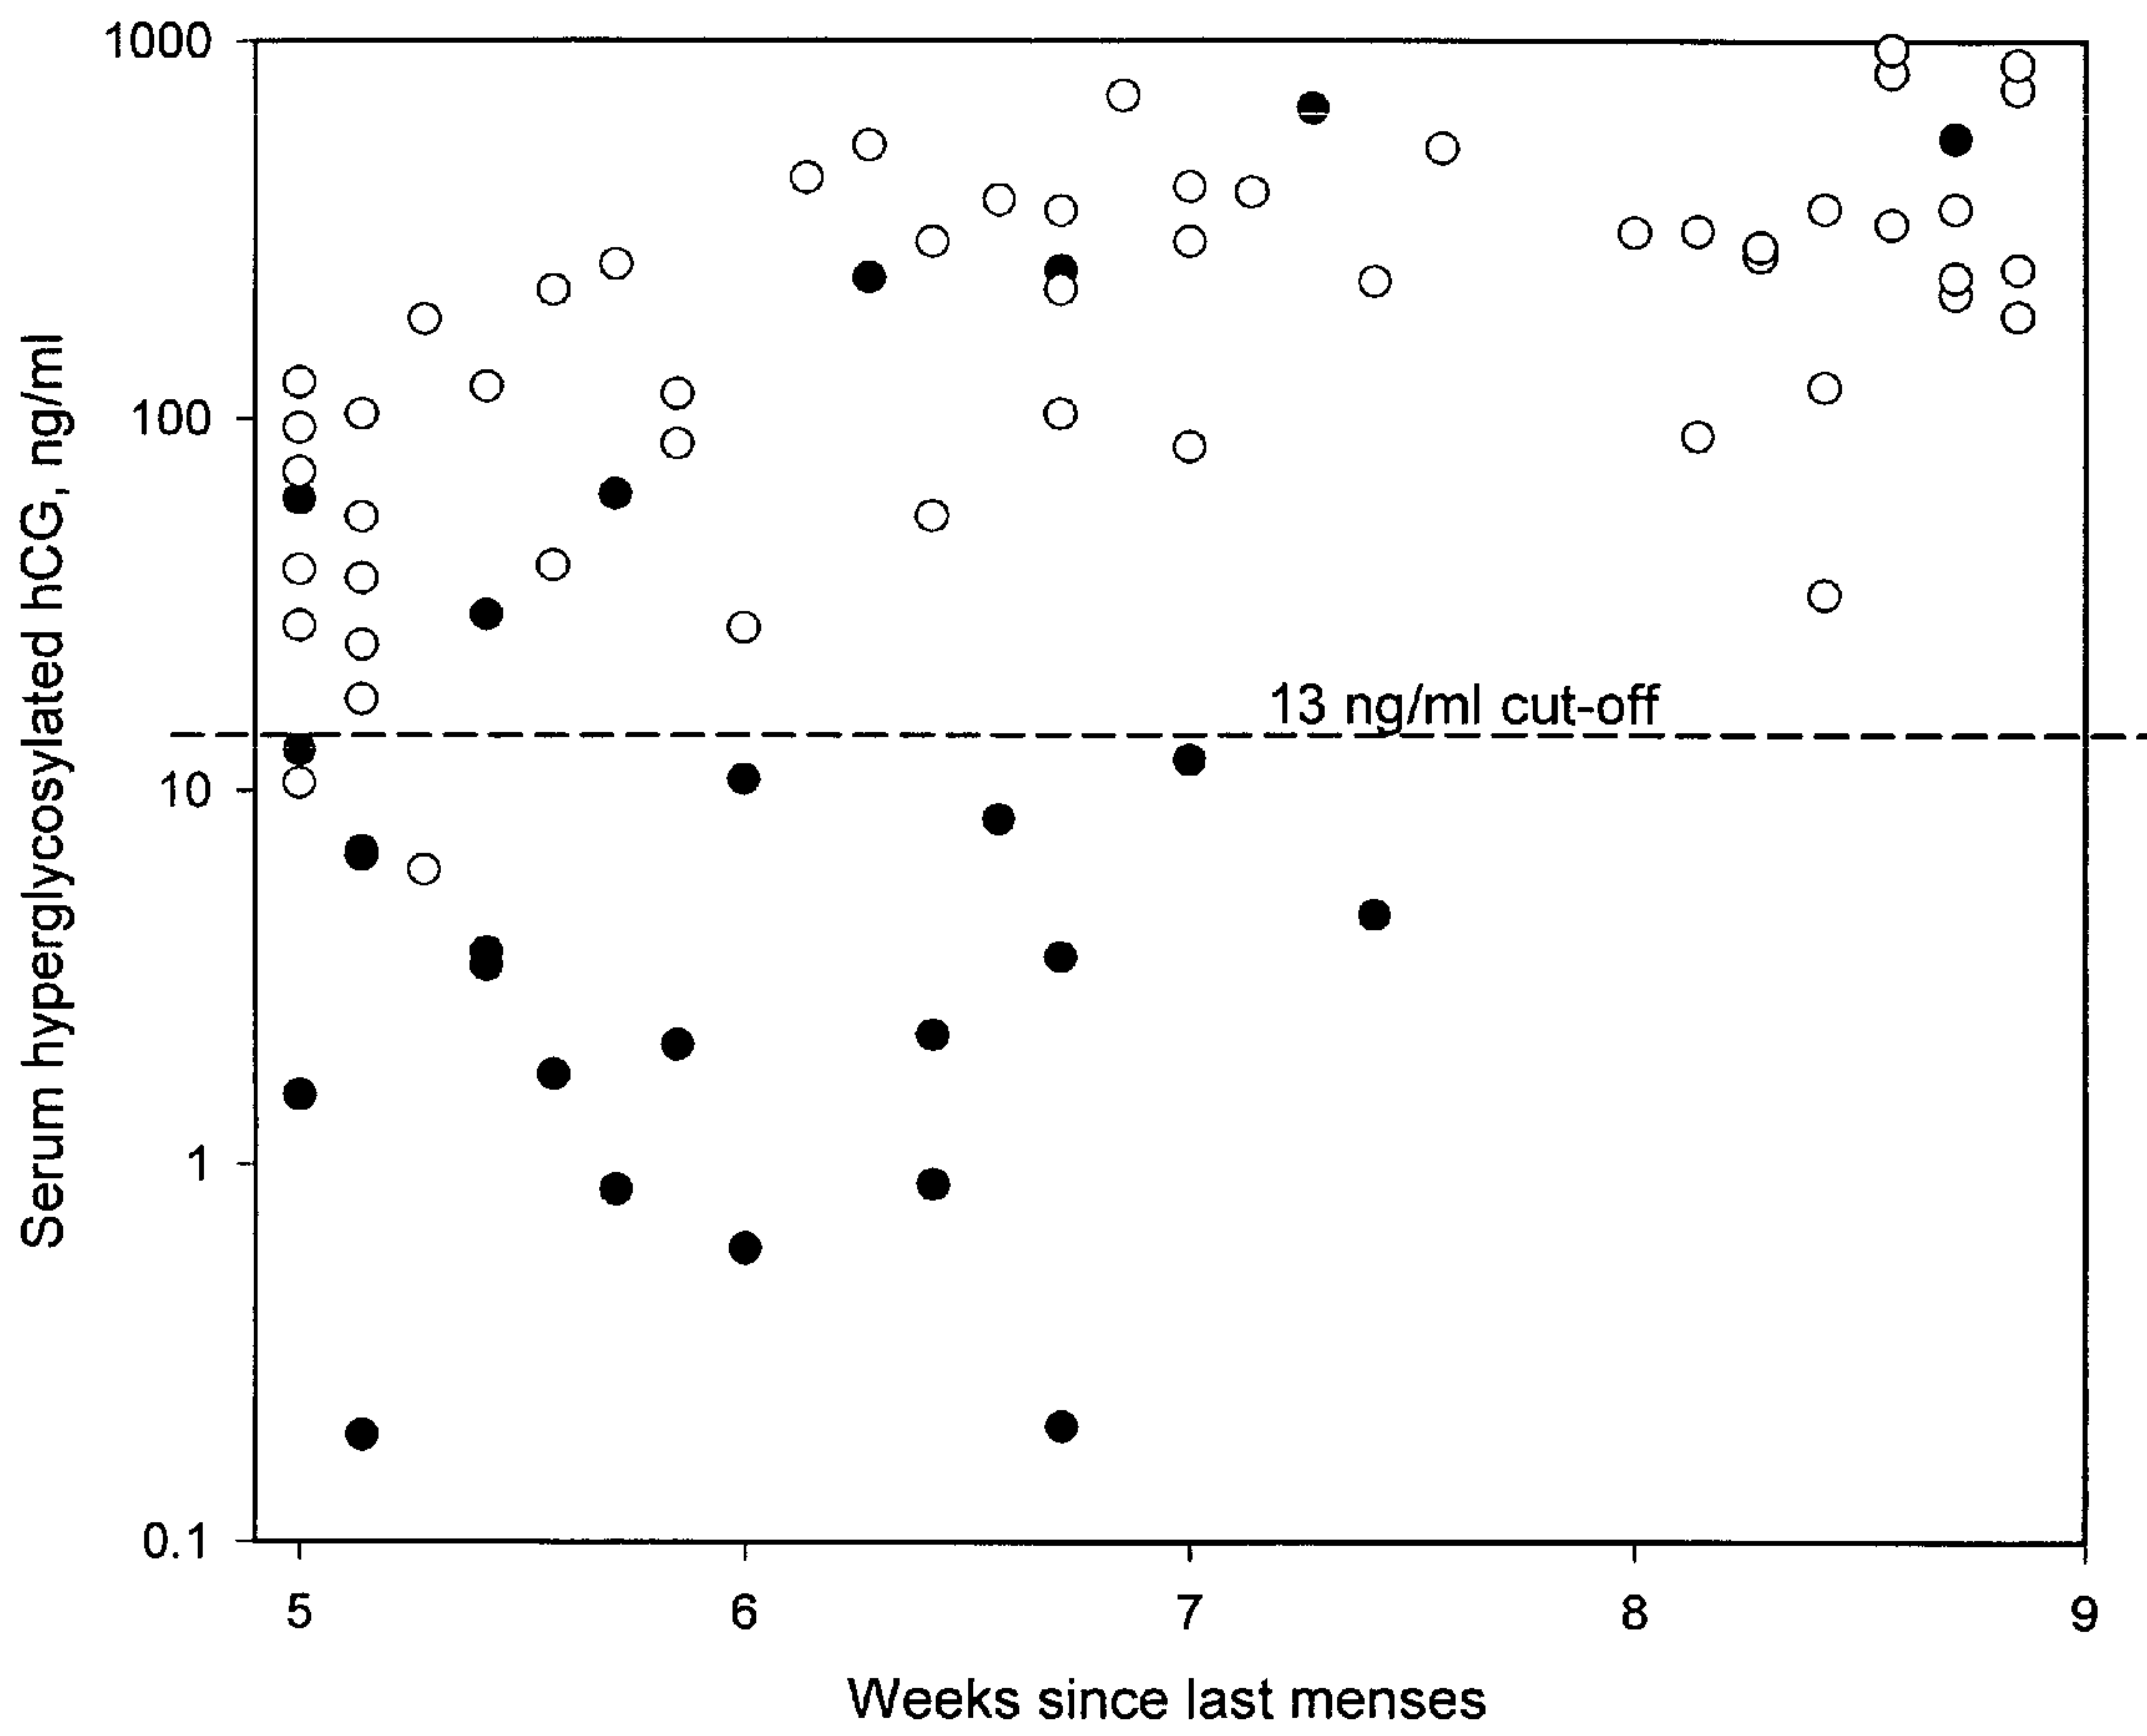 Serum hyperglycosylated hCG, ng/ml
1000
100
10
1
0.1
13 ng/ml cut-off
5 6 7 8 9
Weeks since last menses